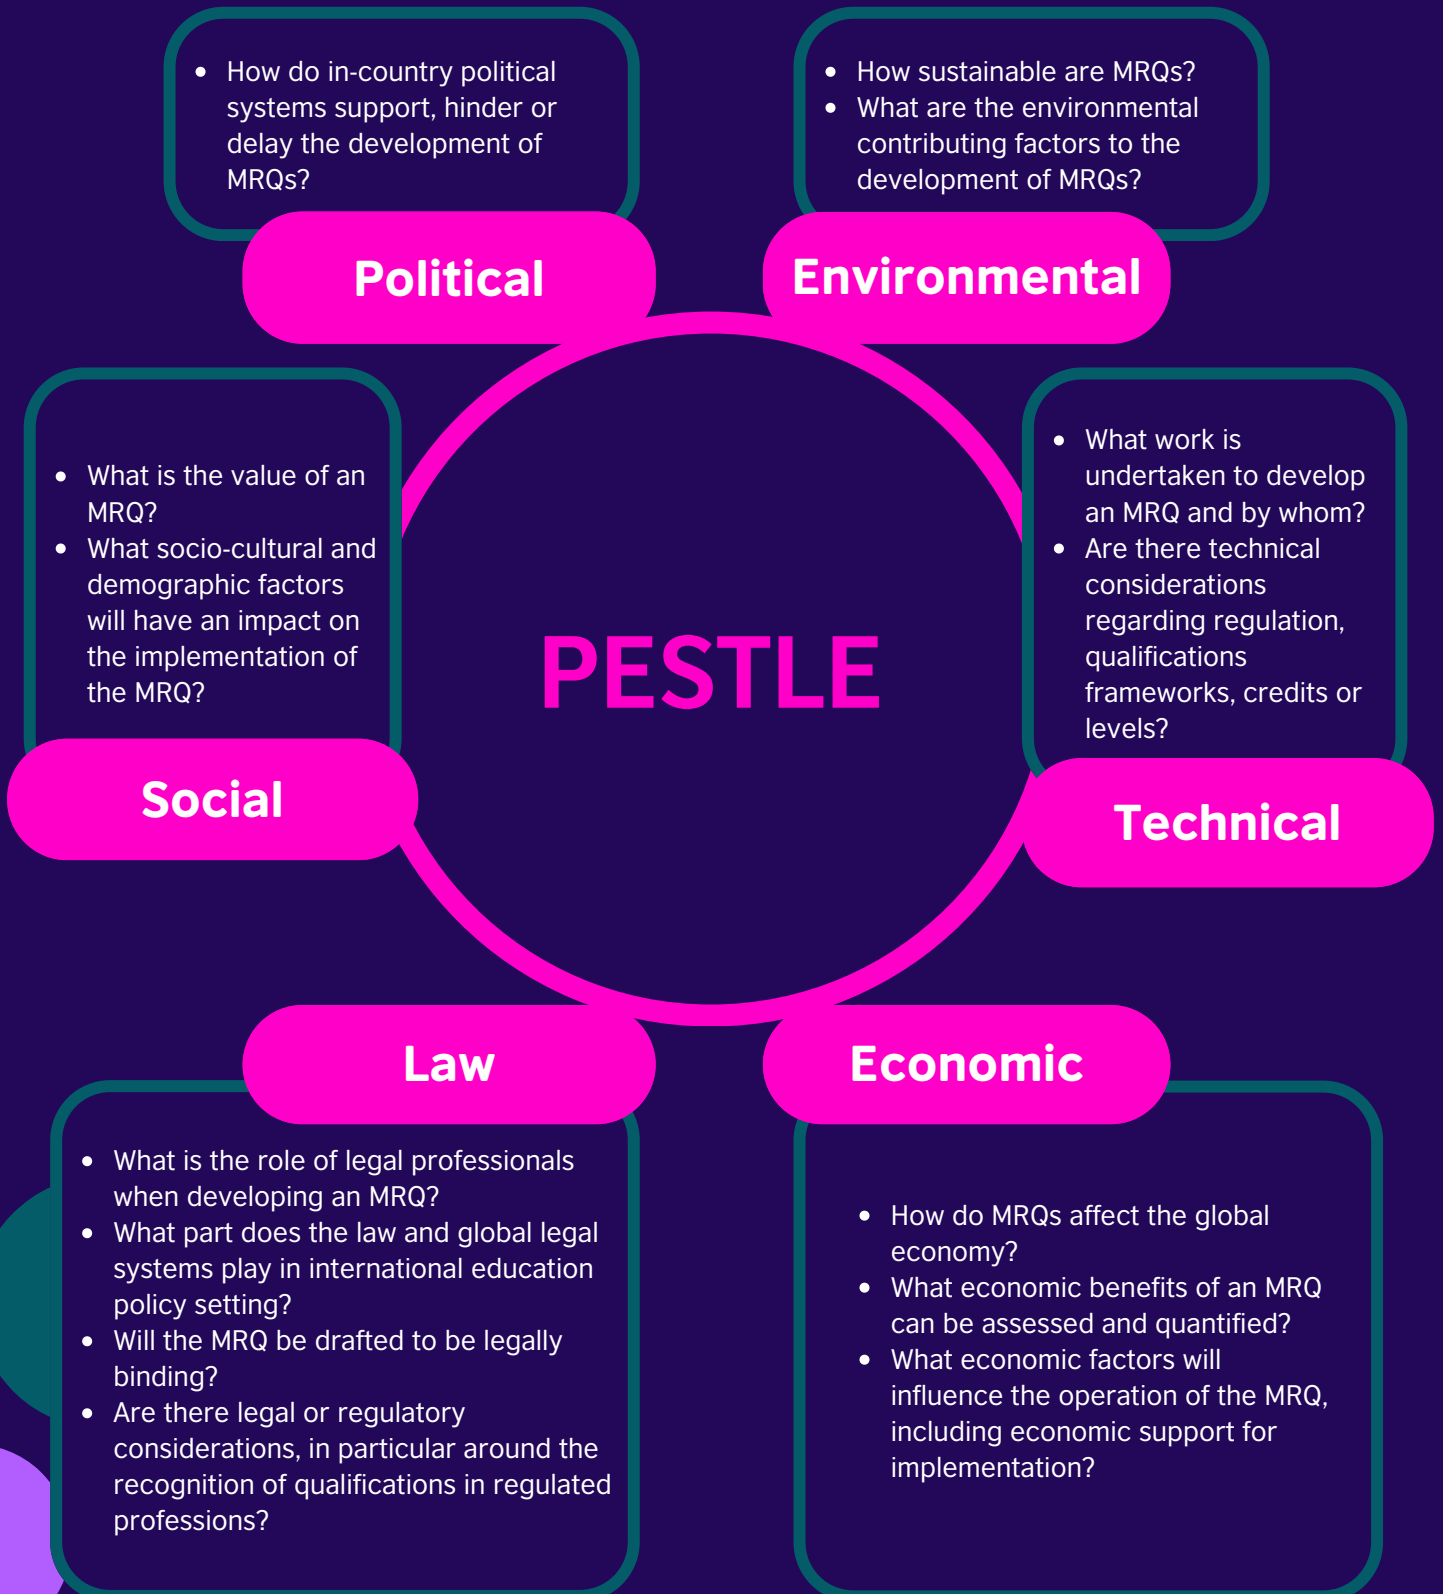 • How do in-country political
systems support, hinder or
delay the development of
MRQs?
Political
• How sustainable are MRQs?
• What are the environmental
contributing factors to the
development of MRQs?
Environmental
• What is the value of an
MRQ?
• What socio-cultural and
demographic factors
will have an impact on
the implementation of
the MRQ?
Social
PESTLE
• What work is
undertaken to develop
an MRQ and by whom?
• Are there technical
considerations
regarding regulation,
qualifications
frameworks, credits or
levels?
Technical
Law
• What is the role of legal professionals
when developing an MRQ?
• What part does the law and global legal
systems play in international education
policy setting?
• Will the MRQ be drafted to be legally
binding?
• Are there legal or regulatory
considerations, in particular around the
recognition of qualifications in regulated
professions?
Economic
• How do MRQs affect the global
economy?
• What economic benefits of an MRQ
can be assessed and quantified?
• What economic factors will
influence the operation of the MRQ,
including economic support for
implementation?